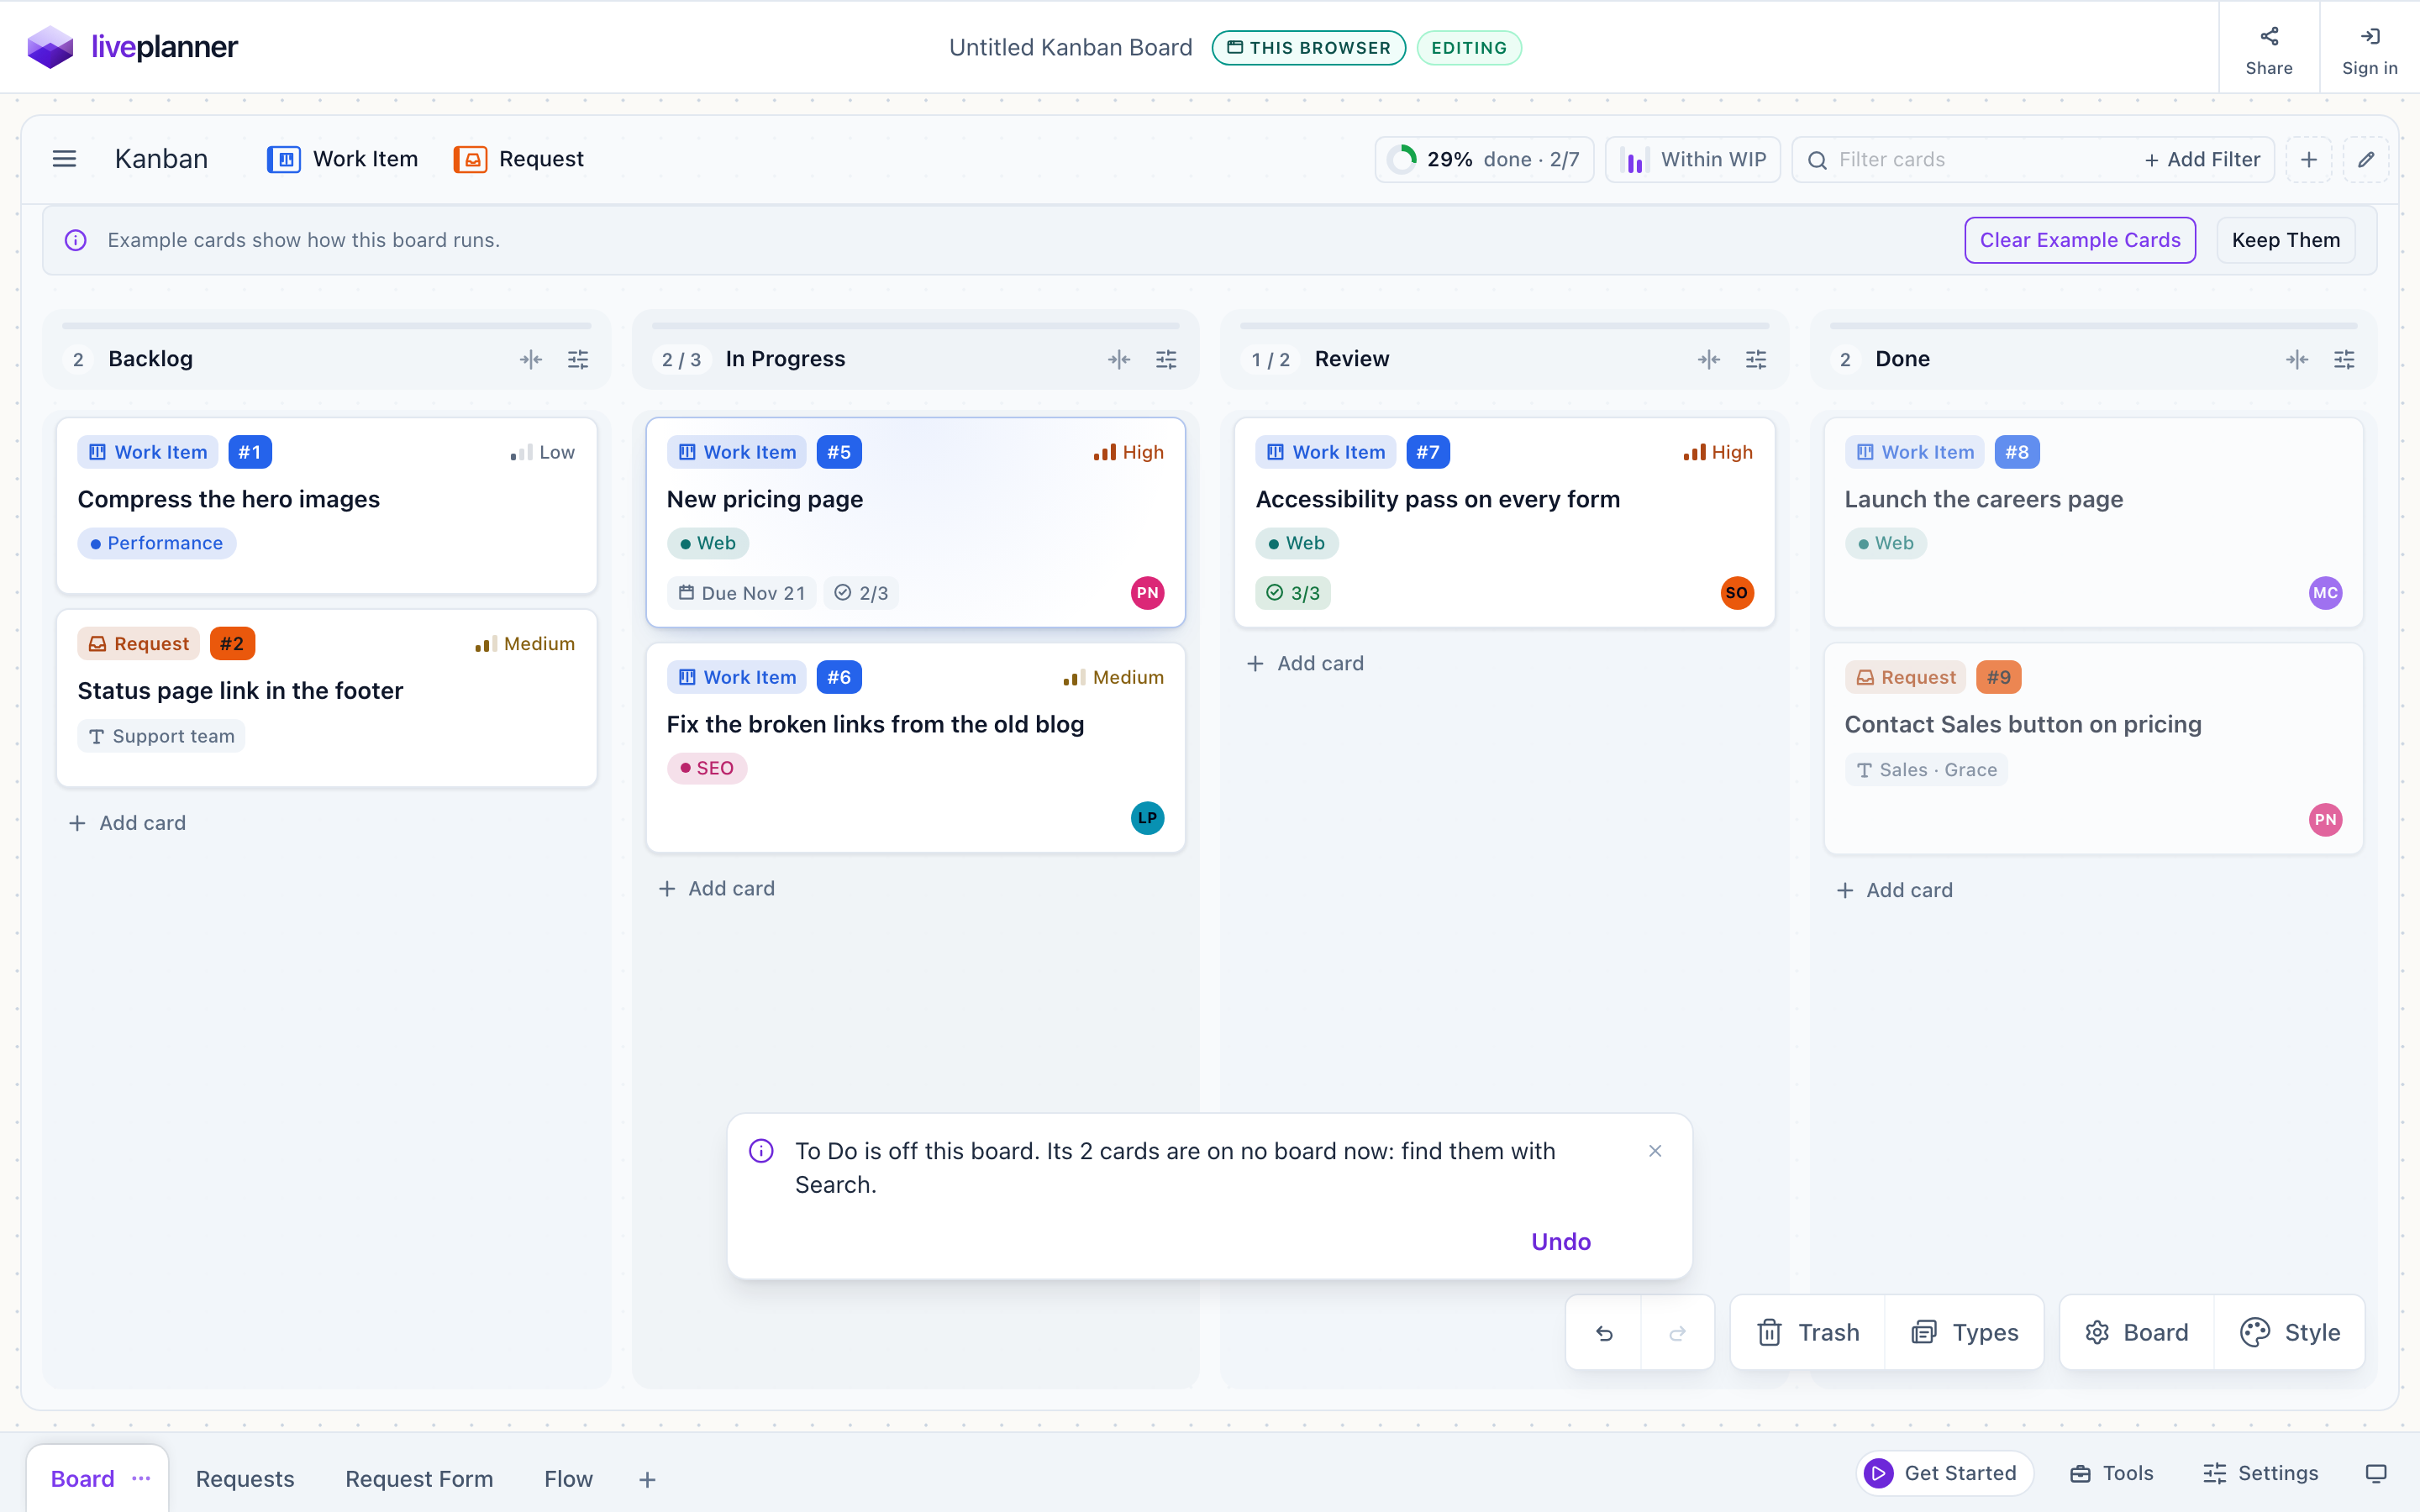 liveplanner
Untitled Kanban Board
THIS BROWSER
EDITING
Share
Sign in
Kanban
Work Item
Request
29% done · 2/7
Within WIP
Filter cards
+ Add Filter
Example cards show how this board runs.
Clear Example Cards
Keep Them
2 Backlog
2 / 3 In Progress
1 / 2 Review
2 Done
Work Item #1 Low
Compress the hero images
Performance
Request #2 Medium
Status page link in the footer
Support team
+ Add card
Work Item #5 High
New pricing page
Web
Due Nov 21 2/3 PN
Work Item #6 Medium
Fix the broken links from the old blog
SEO
LP
+ Add card
Work Item #7 High
Accessibility pass on every form
Web
3/3 SO
+ Add card
Work Item #8
Launch the careers page
Web
MC
Request #9
Contact Sales button on pricing
Sales · Grace
PN
+ Add card
To Do is off this board. Its 2 cards are on no board now: find them with
Search.
Undo
Trash
Types
Board
Style
Board
Requests
Request Form
Flow
Get Started
Tools
Settings